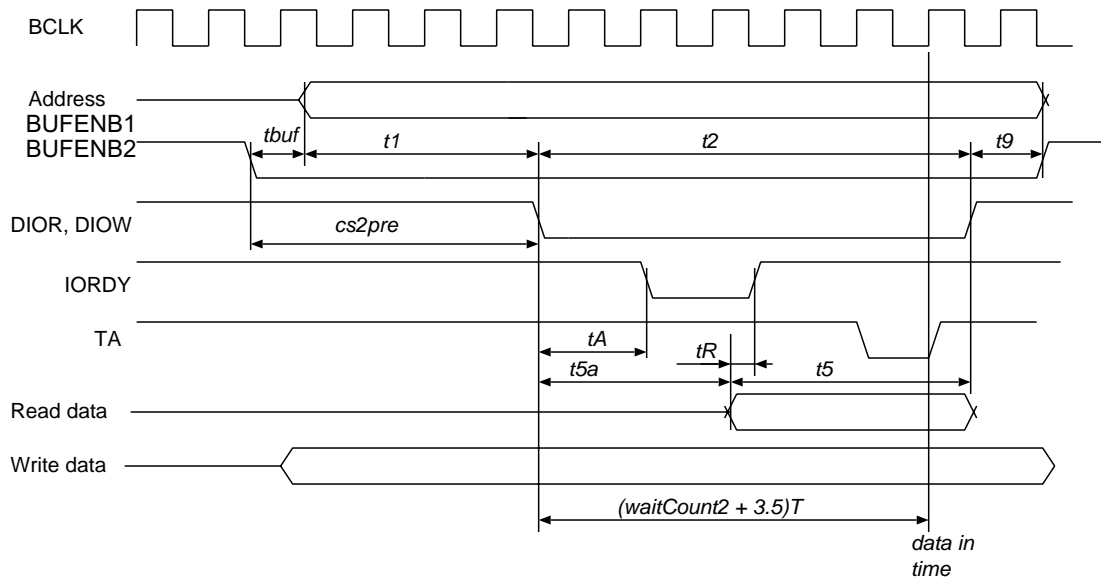 BCLK
Address
BUFENB1
BUFENB2
tbuf
t1
t2
t9
DIOR, DIOW
cs2pre
IORDY
TA
tA
tR
t5a
t5
Read data
Write data
(waitCount2 + 3.5)T
data in
time